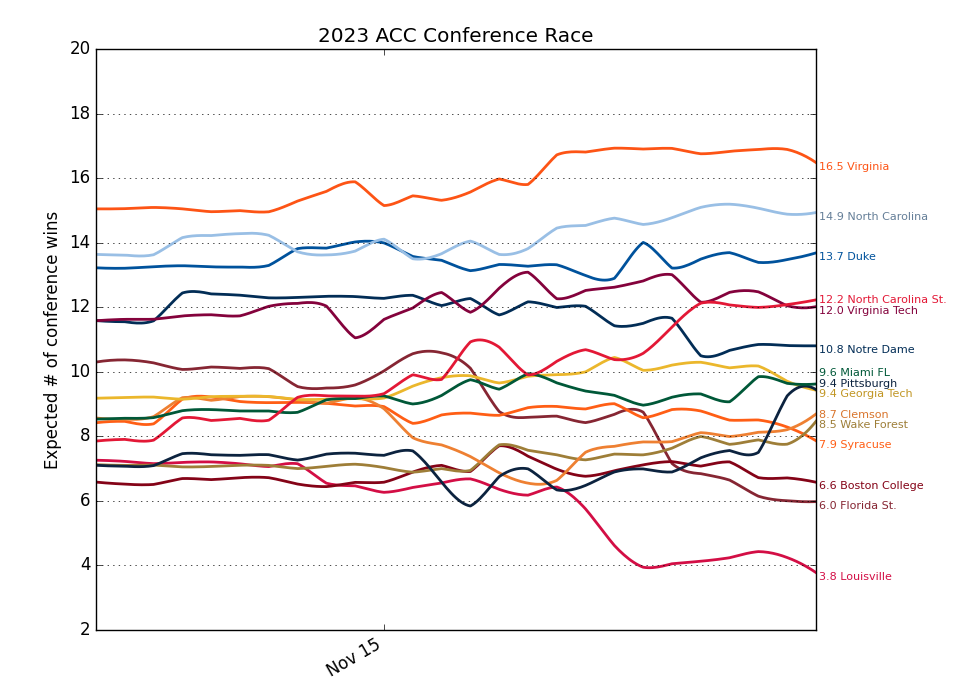 2023 ACC Conference Race
Expected # of conference wins
20
18
16
14
12
10
8
6
4
2
Nov 15
16.5 Virginia
14.9 North Carolina
13.7 Duke
12.2 North Carolina St.
12.0 Virginia Tech
10.8 Notre Dame
9.6 Miami FL
9.4 Pittsburgh
9.4 Georgia Tech
8.7 Clemson
8.5 Wake Forest
7.9 Syracuse
6.6 Boston College
6.0 Florida St.
3.8 Louisville